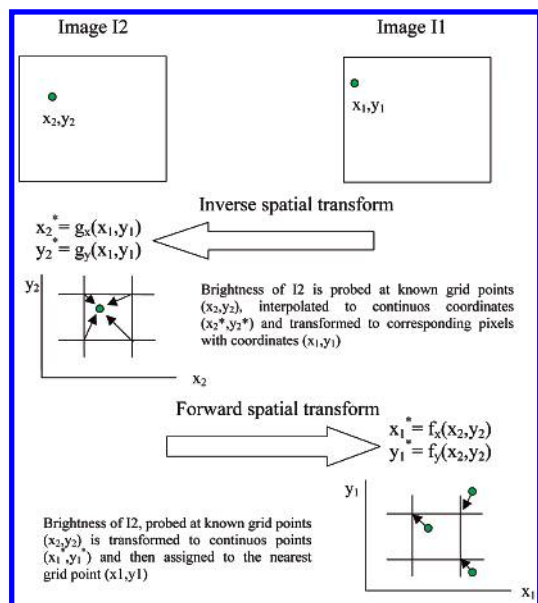 Image I2
Image I1
x₂,y₂
x₁,y₁
Inverse spatial transform
x₂* = gₓ(x₁,y₁)
y₂* = gᵧ(x₁,y₁)
y₂
x₂
Brightness of I2 is probed at known grid points
(x₂,y₂), interpolated to continuos coordinates
(x₂*,y₂*) and transformed to corresponding pixels
with coordinates (x₁,y₁)
Forward spatial transform
x₁* = fₓ(x₂,y₂)
y₁* = fᵧ(x₂,y₂)
y₁
x₁
Brightness of I2, probed at known grid points
(x₂,y₂) is transformed to continuos points
(x₁*,y₁*) and then assigned to the nearest
grid point (x1,y1)